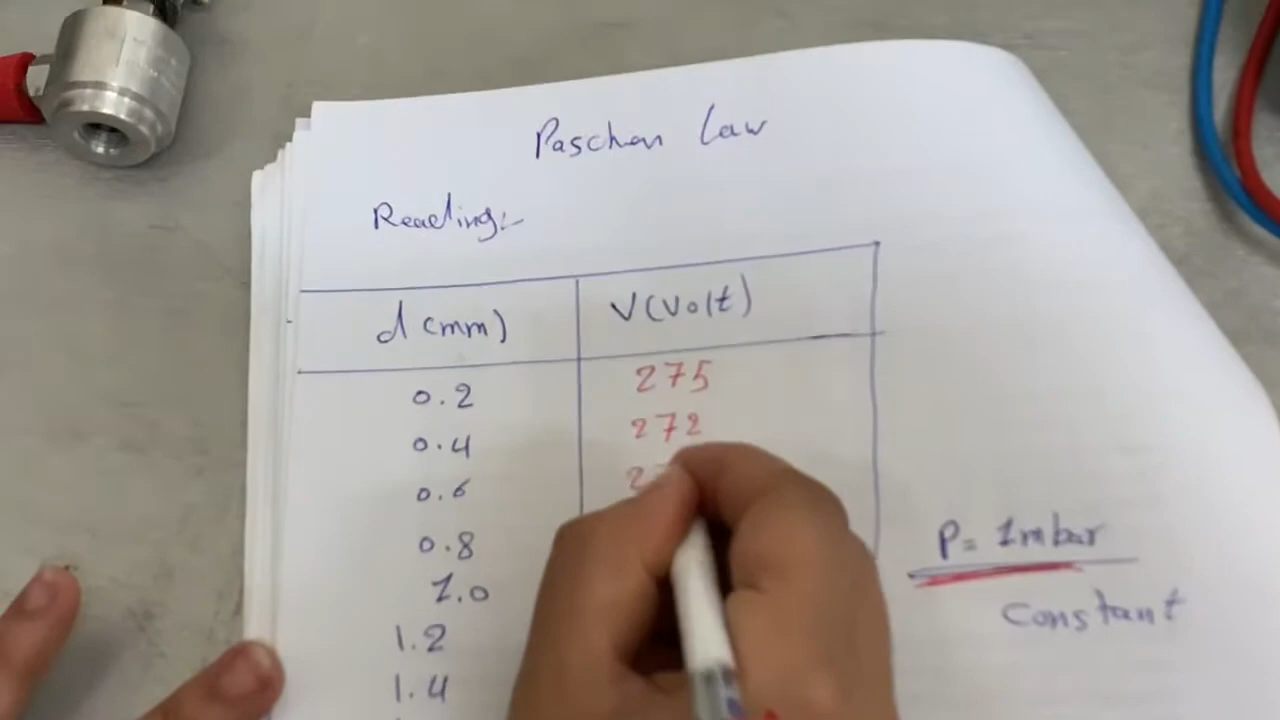 Paschen Law
Reading:-
d (mm) V(Volt)
0.2 275
0.4 272
0.6
0.8
1.0
1.2
1.4
P= 1mbar
Constant